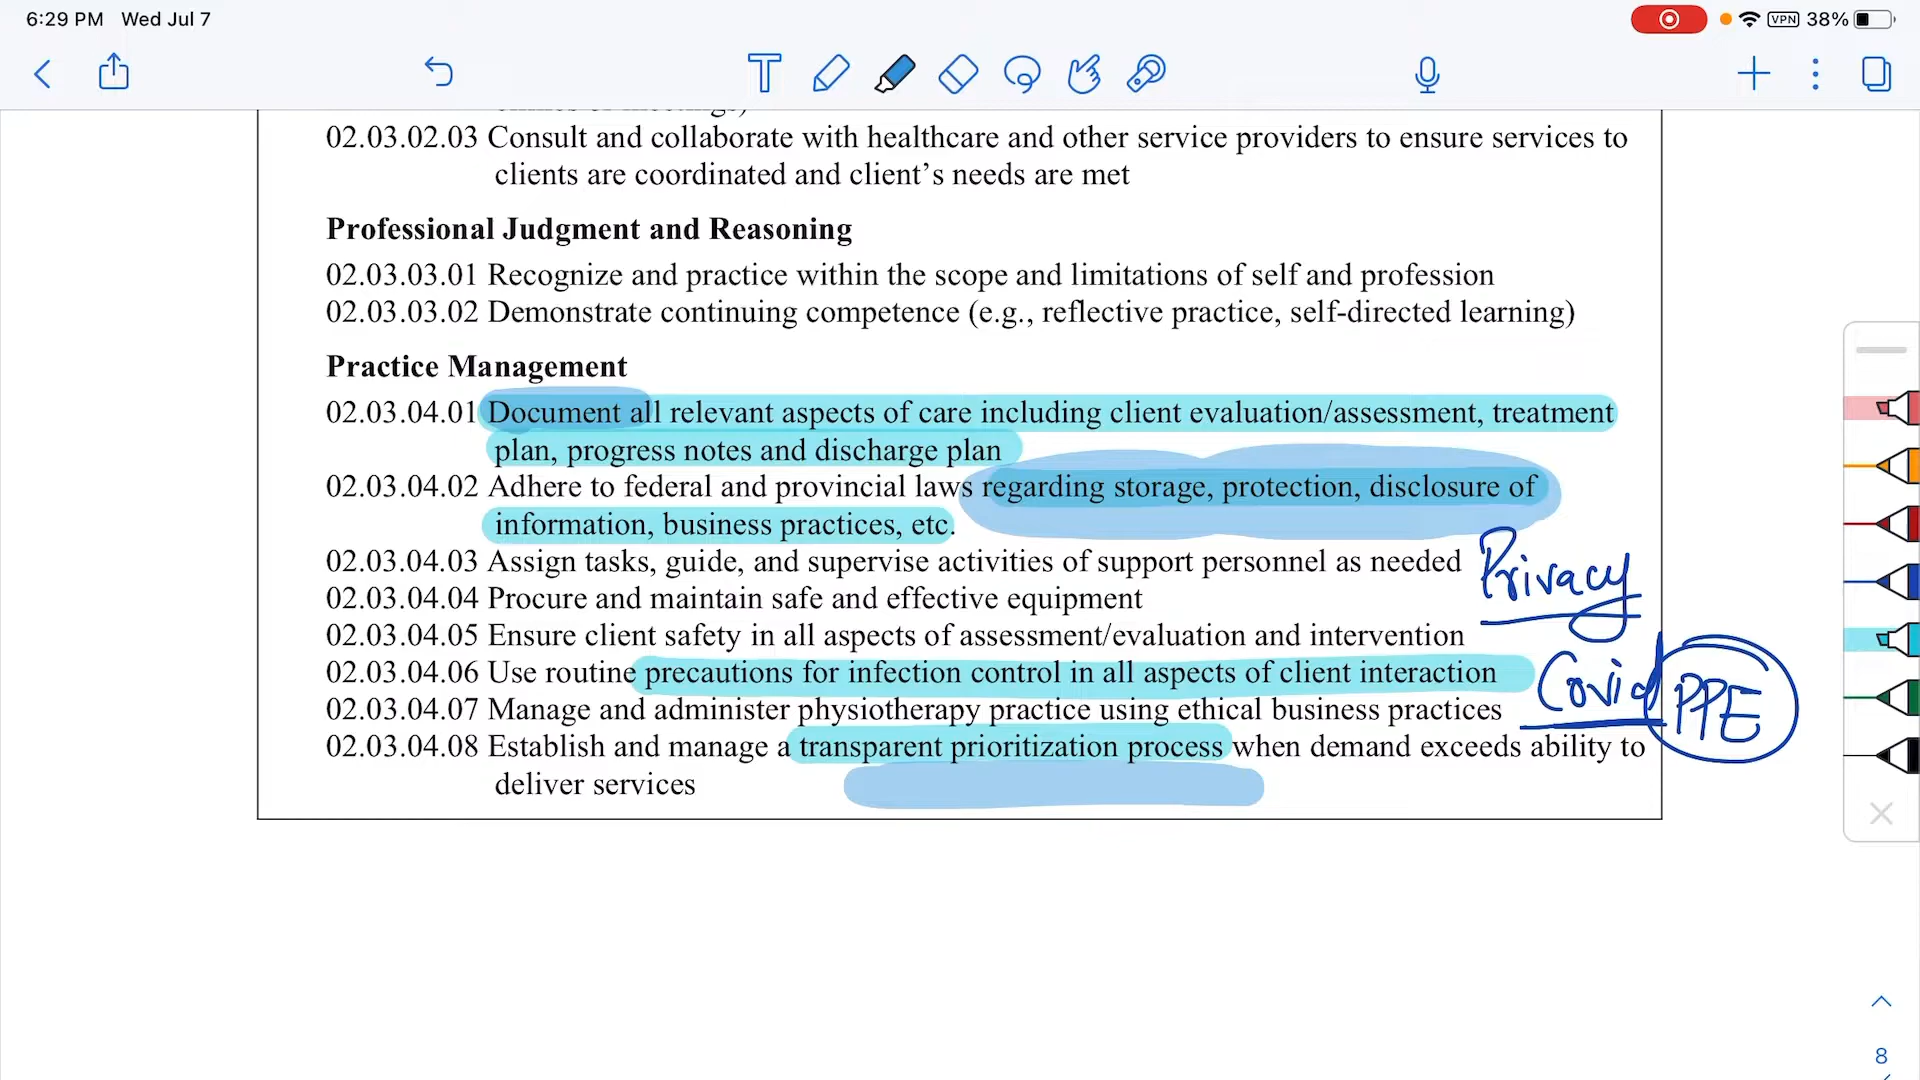 6:29 PM Wed Jul 7
VPN 38%
02.03.02.03 Consult and collaborate with healthcare and other service providers to ensure services to
clients are coordinated and client’s needs are met
Professional Judgment and Reasoning
02.03.03.01 Recognize and practice within the scope and limitations of self and profession
02.03.03.02 Demonstrate continuing competence (e.g., reflective practice, self-directed learning)
Practice Management
02.03.04.01 Document all relevant aspects of care including client evaluation/assessment, treatment
plan, progress notes and discharge plan
02.03.04.02 Adhere to federal and provincial laws regarding storage, protection, disclosure of
information, business practices, etc.
02.03.04.03 Assign tasks, guide, and supervise activities of support personnel as needed
Privacy
02.03.04.04 Procure and maintain safe and effective equipment
02.03.04.05 Ensure client safety in all aspects of assessment/evaluation and intervention
02.03.04.06 Use routine precautions for infection control in all aspects of client interaction
Covid PPE
02.03.04.07 Manage and administer physiotherapy practice using ethical business practices
02.03.04.08 Establish and manage a transparent prioritization process when demand exceeds ability to
deliver services
8